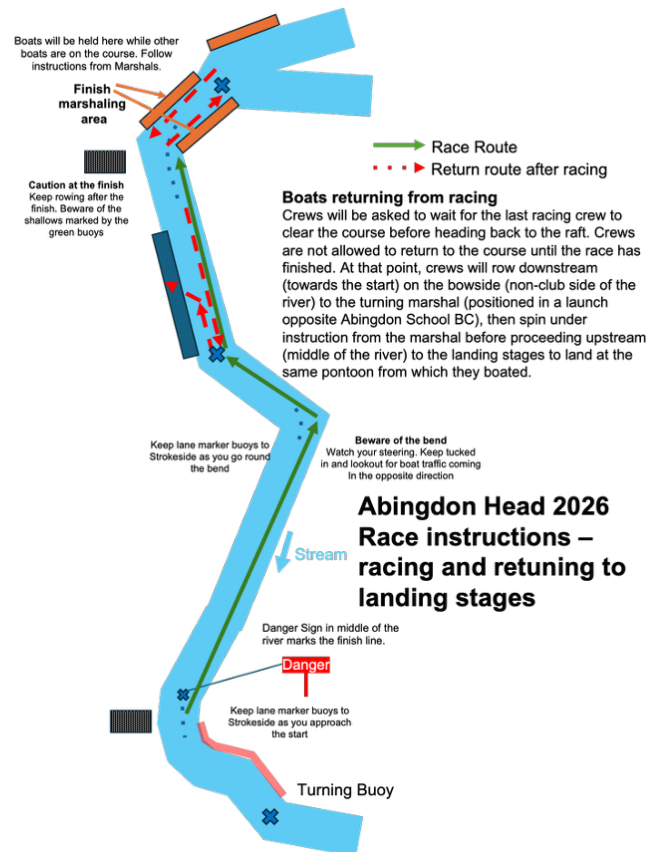 Boats will be held here while other
boats are on the course. Follow
instructions from Marshals.
Finish
marshaling
area
Race Route
Return route after racing
Caution at the finish
Keep rowing after the
finish. Beware of the
shallows marked by the
green buoys
Boats returning from racing
Crews will be asked to wait for the last racing crew to
clear the course before heading back to the raft. Crews
are not allowed to return to the course until the race has
finished. At that point, crews will row downstream
(towards the start) on the bowside (non-club side of the
river) to the turning marshal (positioned in a launch
opposite Abingdon School BC), then spin under
instruction from the marshal before proceeding upstream
(middle of the river) to the landing stages to land at the
same pontoon from which they boated.
Keep lane marker buoys to
Strokeside as you go round
the bend
Beware of the bend
Watch your steering. Keep tucked
in and lookout for boat traffic coming
In the opposite direction
Abingdon Head 2026
Race instructions –
racing and retuning to
landing stages
Stream
Danger Sign in middle of the
river marks the finish line.
Danger
Keep lane marker buoys to
Strokeside as you approach
the start
Turning Buoy